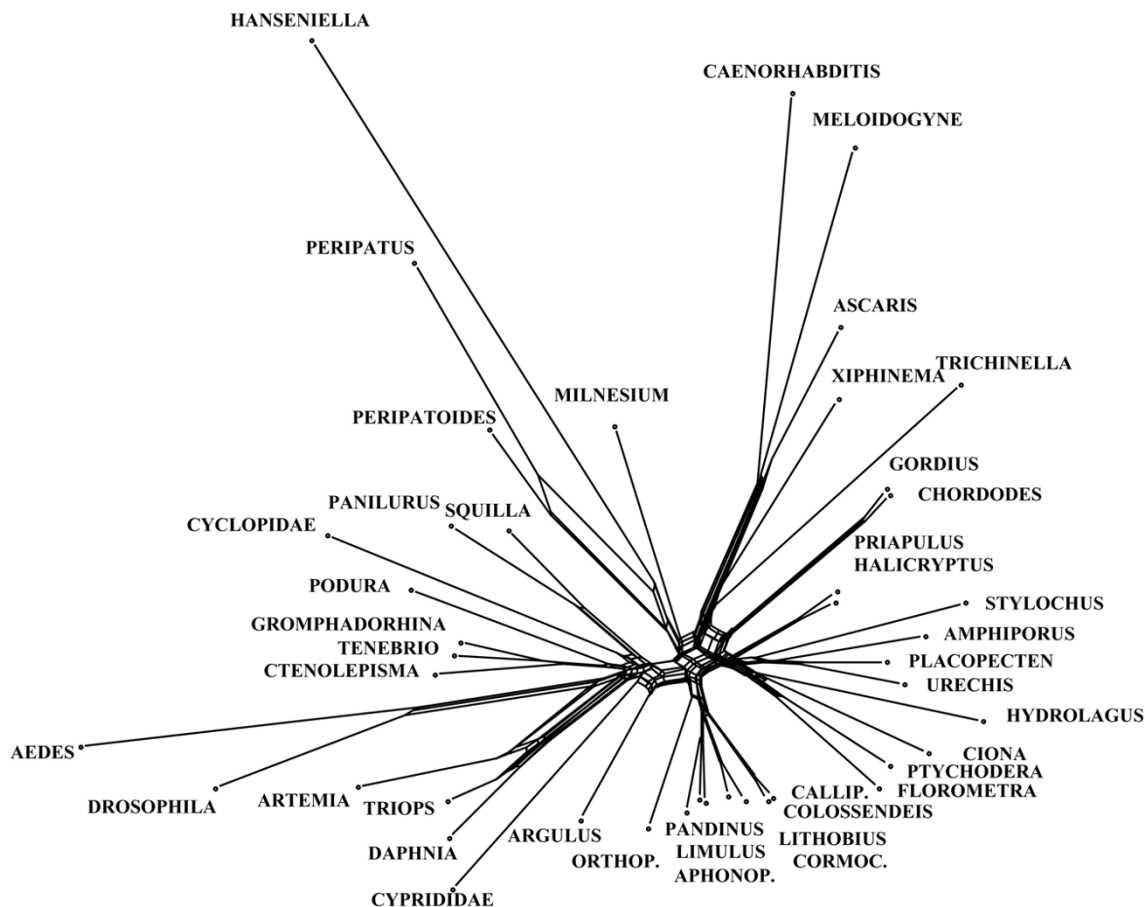 HANSENIELLA
CAENORHABDITIS
MELOIDOGYNE
PERIPATUS
ASCARIS
TRICHINELLA
XIPHINEMA
MILNESIUM
PERIPATOIDES
GORDIUS
CHORDODES
PANILURUS
SQUILLA
CYCLOPIDAE
PRIAPULUS
HALICRYPTUS
PODURA
STYLOCHUS
GROMPHADORHINA
AMPHIPORUS
TENEBRIO
PLACOPECTEN
CTENOLEPISMA
URECHIS
HYDROLAGUS
AEDES
CIONA
PTYCHODERA
FLOROMETRA
DROSOPHILA
ARTEMIA
TRIOPS
CALLIP.
COLOSSENDEIS
ARGULUS
PANDINUS
LITHOBIUS
DAPHNIA
ORTHOP.
LIMULUS
CORMOC.
APHONOP.
CYPRIDIDAE